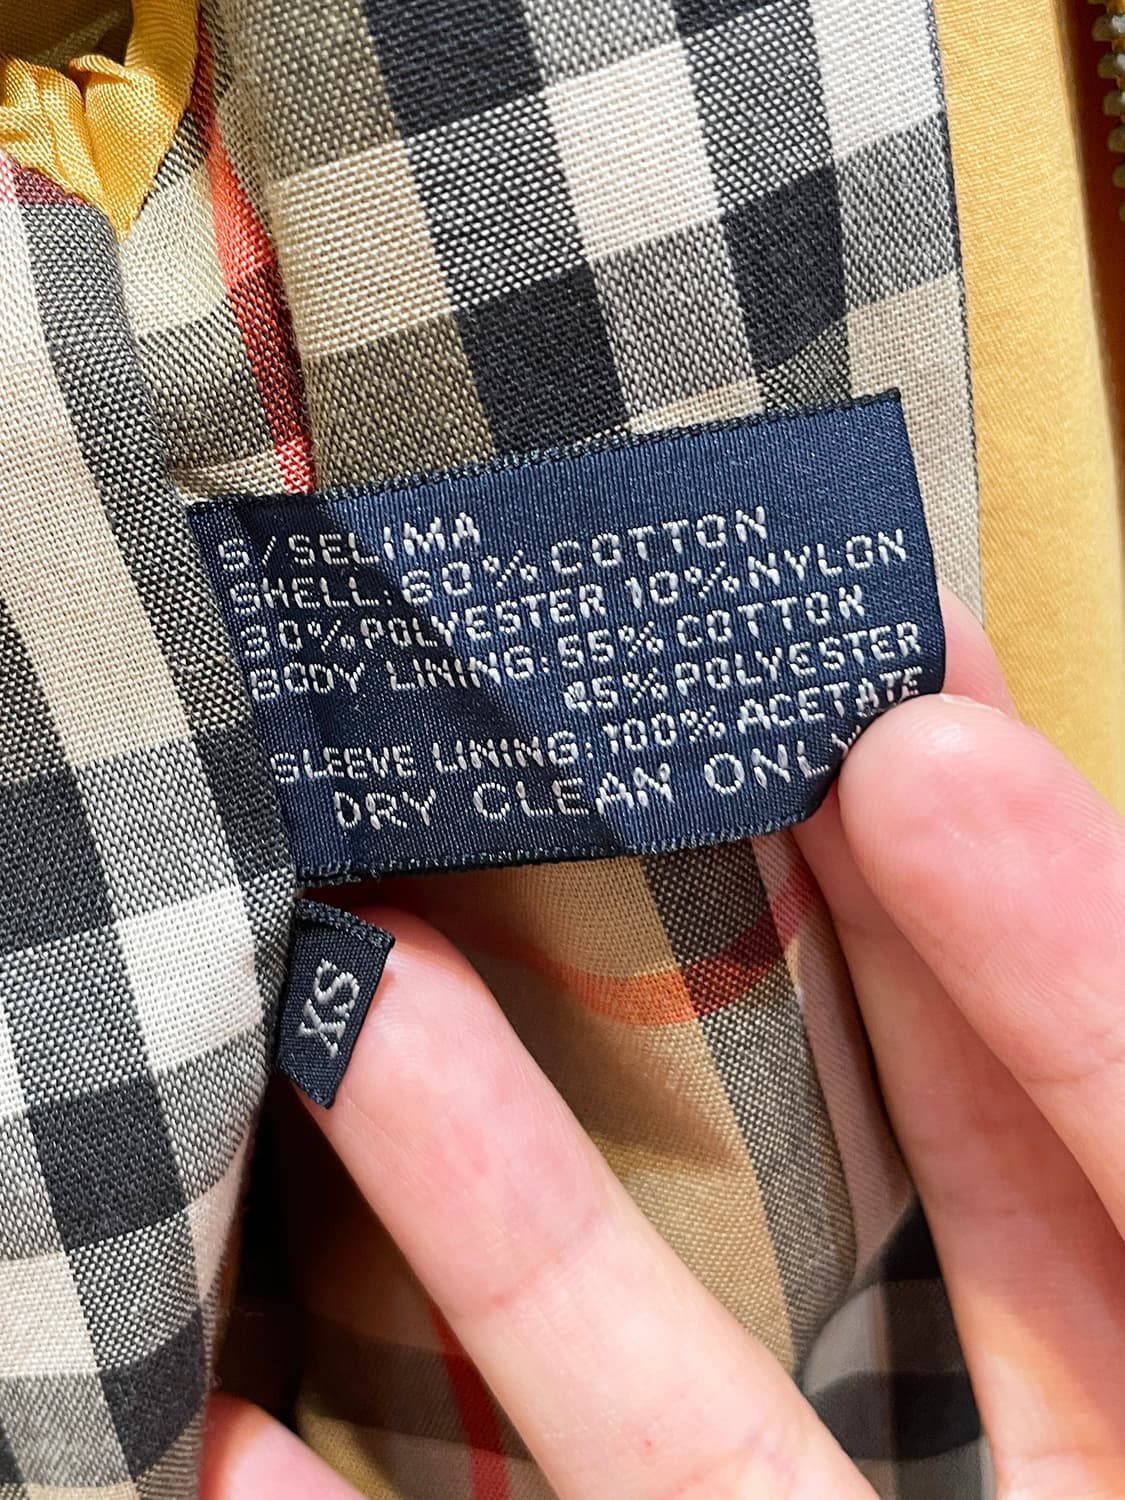 S/SELIMA
SHELL: 60% COTTON
30% POLYESTER 10% NYLON
BODY LINING: 55% COTTON
45% POLYESTER
SLEEVE LINING: 100% ACETATE
DRY CLEAN ONLY
XS